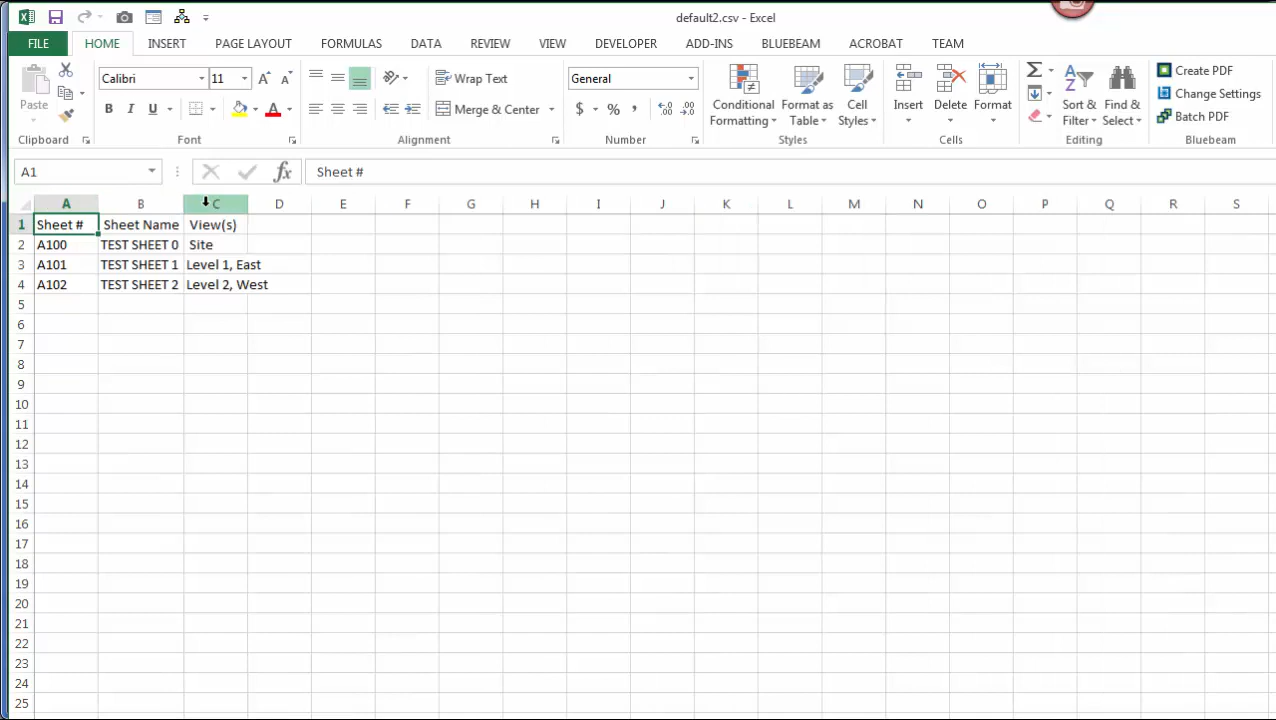 default2.csv - Excel
FILE HOME INSERT PAGE LAYOUT FORMULAS DATA REVIEW VIEW DEVELOPER ADD-INS BLUEBEAM ACROBAT TEAM
Paste
Calibri 11
B I U
Wrap Text
Merge & Center
General
$ %
Conditional Formatting
Format as Table
Cell Styles
Insert
Delete
Format
Sort & Filter
Find & Select
Create PDF
Change Settings
Batch PDF
Clipboard Font Alignment Number Styles Cells Editing Bluebeam
A1 fx Sheet #
A B C D E F G H I J K L M N O P Q R S
1 Sheet # Sheet Name View(s)
2 A100 TEST SHEET 0 Site
3 A101 TEST SHEET 1 Level 1, East
4 A102 TEST SHEET 2 Level 2, West
5
6
7
8
9
10
11
12
13
14
15
16
17
18
19
20
21
22
23
24
25